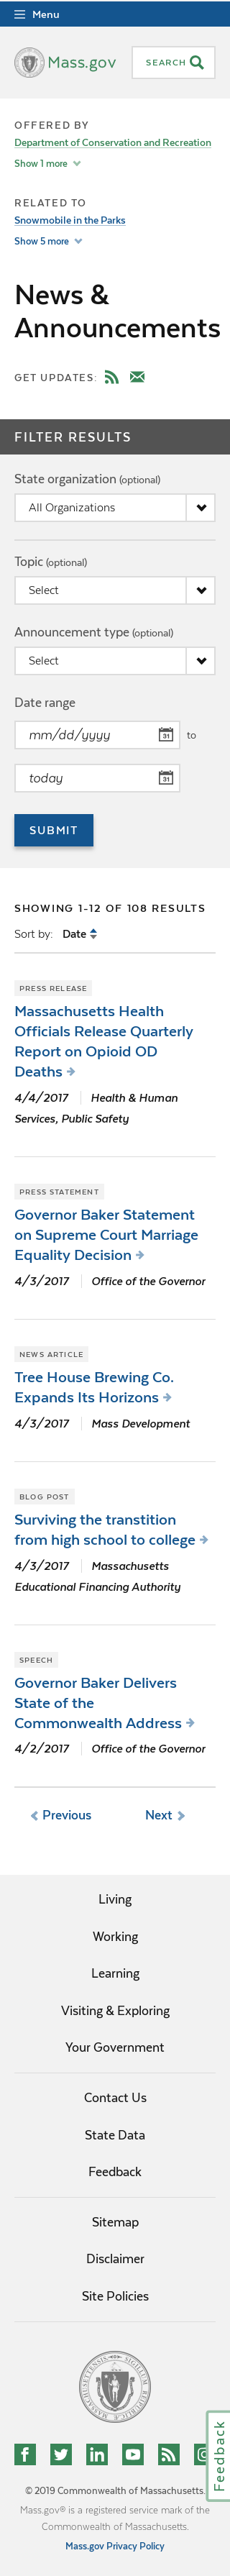 Menu
Mass.gov
SEARCH
OFFERED BY
Department of Conservation and Recreation
Show 1 more
RELATED TO
Snowmobile in the Parks
Show 5 more
News &
Announcements
GET UPDATES:
FILTER RESULTS
State organization (optional)
All Organizations
Topic (optional)
Select
Announcement type (optional)
Select
Date range
mm/dd/yyyy
31
to
today
31
SUBMIT
SHOWING 1-12 OF 108 RESULTS
Sort by: Date
PRESS RELEASE
Massachusetts Health
Officials Release Quarterly
Report on Opioid OD
Deaths
4/4/2017 Health & Human
Services, Public Safety
PRESS STATEMENT
Governor Baker Statement
on Supreme Court Marriage
Equality Decision
4/3/2017 Office of the Governor
NEWS ARTICLE
Tree House Brewing Co.
Expands Its Horizons
4/3/2017 Mass Development
BLOG POST
Surviving the transtition
from high school to college
4/3/2017 Massachusetts
Educational Financing Authority
SPEECH
Governor Baker Delivers
State of the
Commonwealth Address
4/2/2017 Office of the Governor
Previous Next
Living
Working
Learning
Visiting & Exploring
Your Government
Contact Us
State Data
Feedback
Sitemap
Disclaimer
Site Policies
Feedback
© 2019 Commonwealth of Massachusetts.
Mass.gov® is a registered service mark of the
Commonwealth of Massachusetts.
Mass.gov Privacy Policy